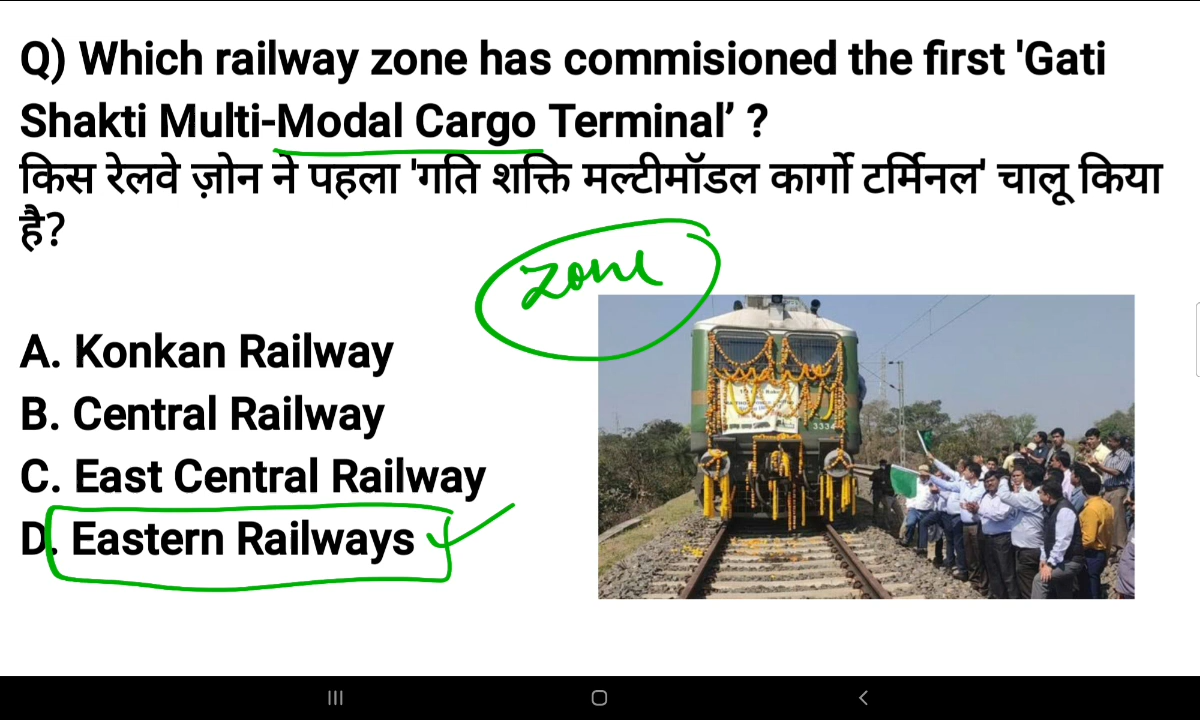 Q) Which railway zone has commisioned the first 'Gati
Shakti Multi-Modal Cargo Terminal’ ?
किस रेलवे ज़ोन ने पहला 'गति शक्ति मल्टीमॉडल कार्गो टर्मिनल' चालू किया
है?
zone
A. Konkan Railway
B. Central Railway
C. East Central Railway
D. Eastern Railways
3334